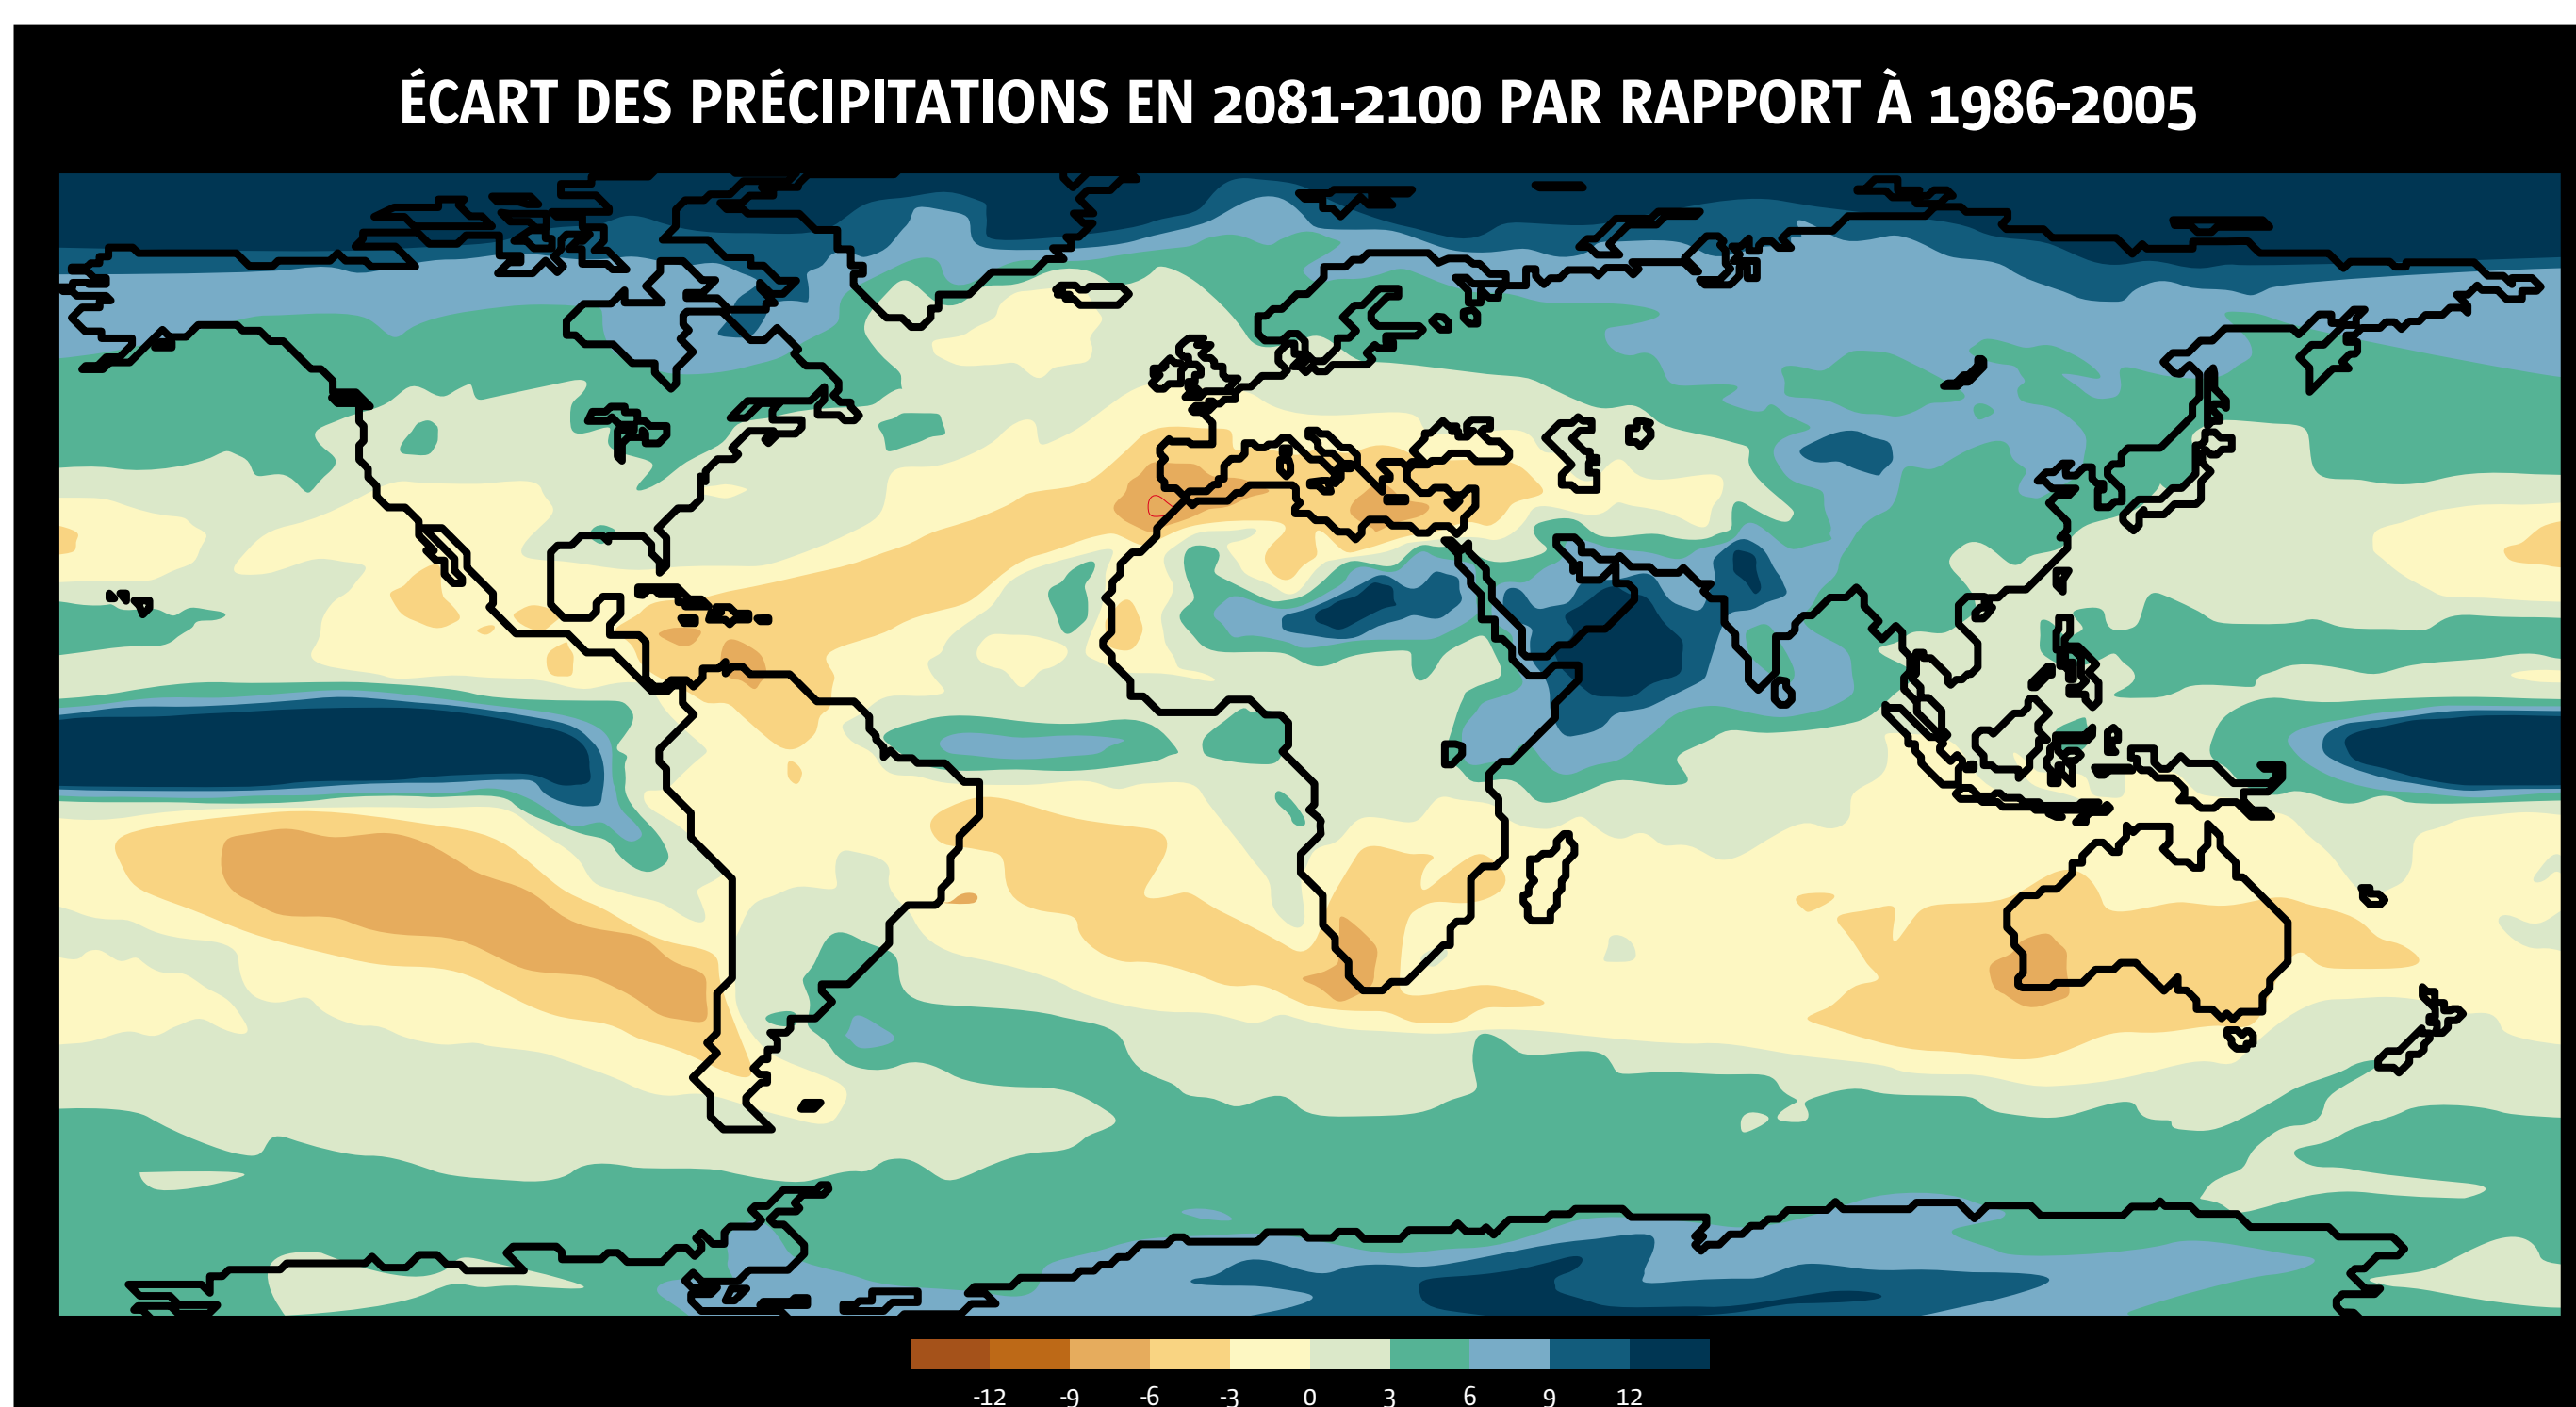 ÉCART DES PRÉCIPITATIONS EN 2081-2100 PAR RAPPORT À 1986-2005
-12 -9 -6 -3 0 3 6 9 12